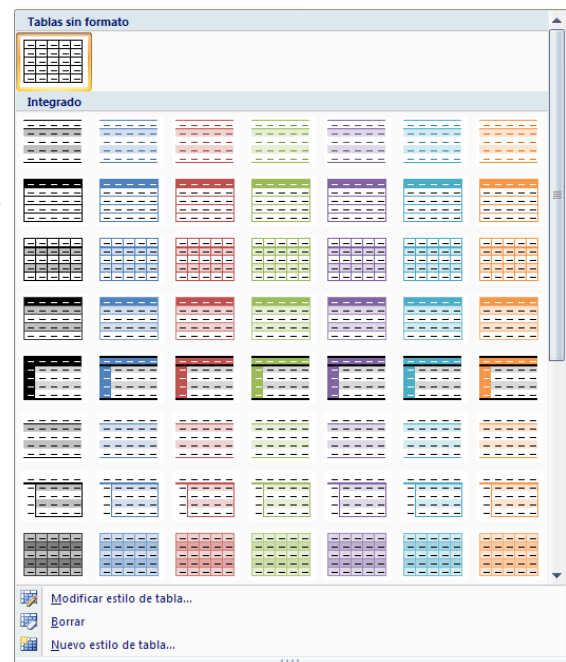 Tablas sin formato
Integrado
Modificar estilo de tabla...
Borrar
Nuevo estilo de tabla...